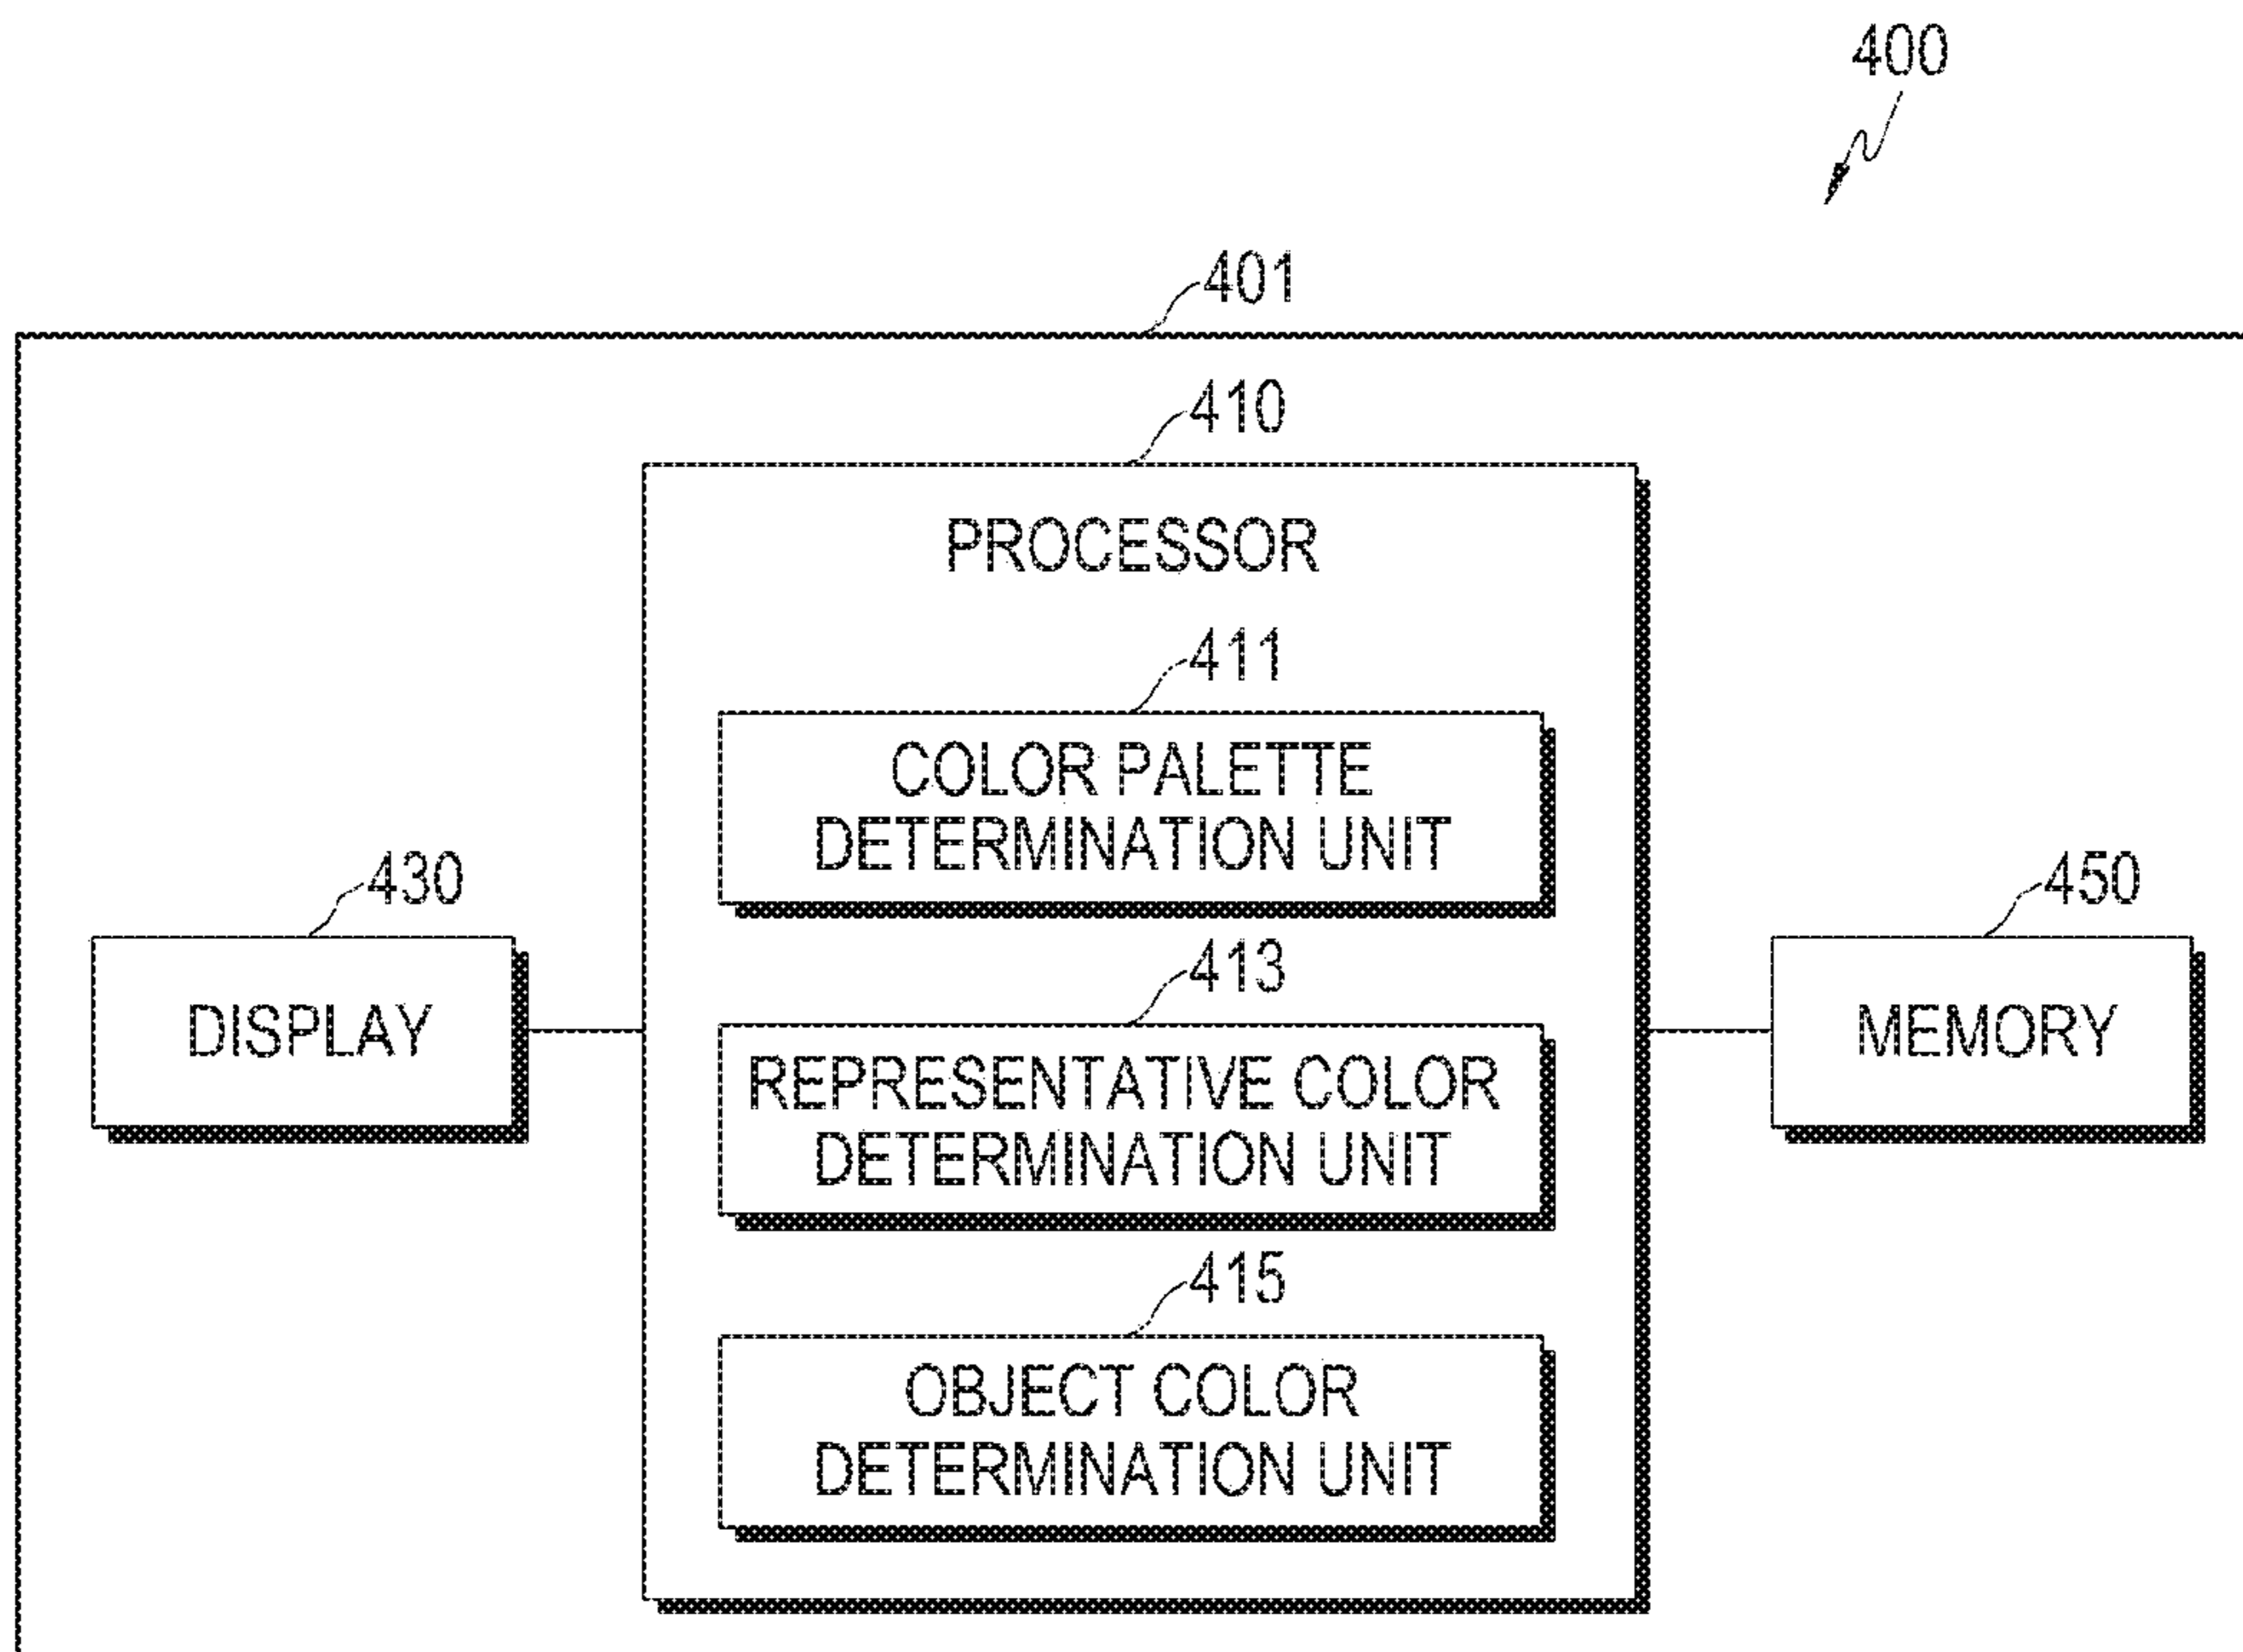 400
401
410
PROCESSOR
411
COLOR PALETTE
DETERMINATION UNIT
430
DISPLAY
413
REPRESENTATIVE COLOR
DETERMINATION UNIT
450
MEMORY
415
OBJECT COLOR
DETERMINATION UNIT